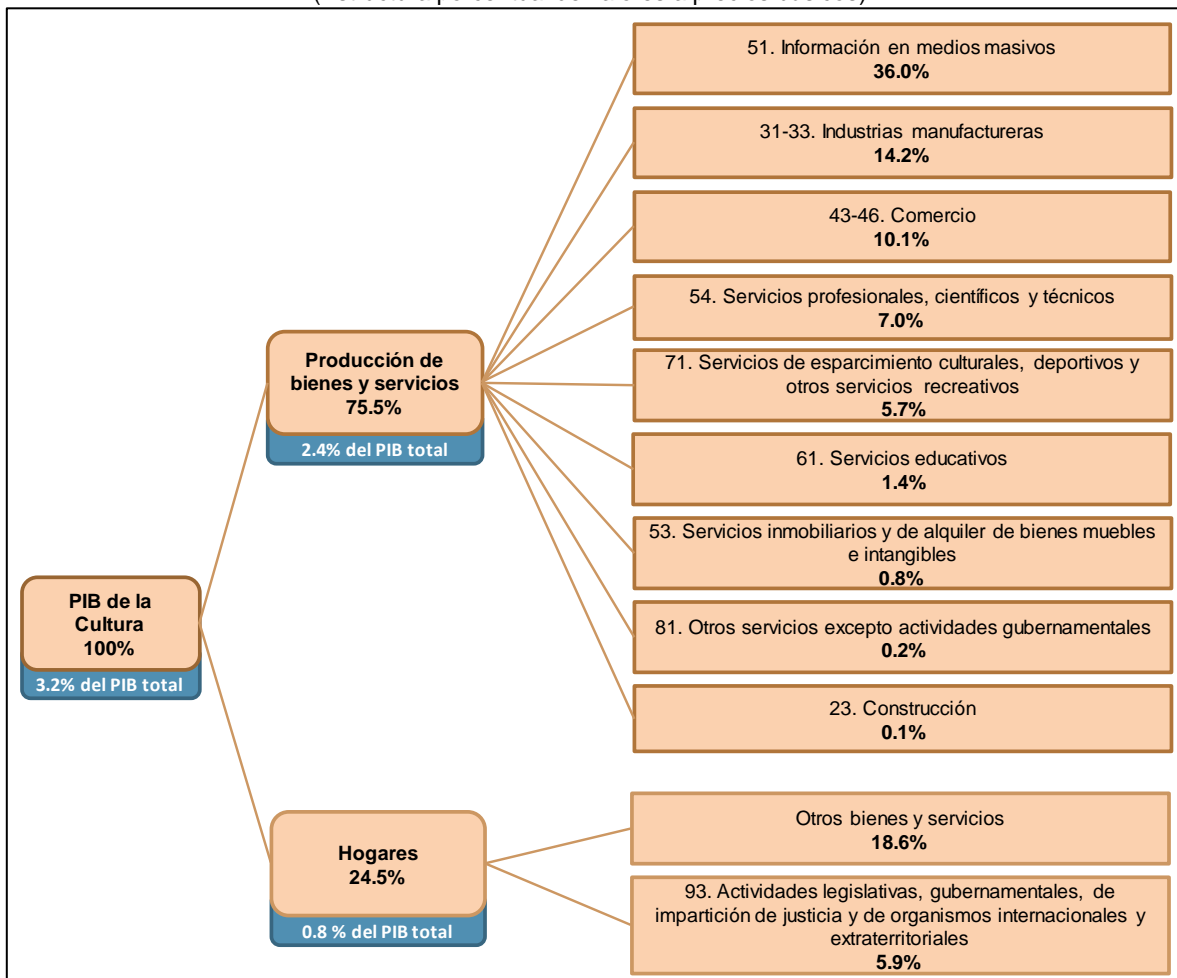 51. Información en medios masivos
36.0%
31-33. Industrias manufactureras
14.2%
43-46. Comercio
10.1%
54. Servicios profesionales, científicos y técnicos
7.0%
Producción de
bienes y servicios
75.5%
2.4% del PIB total
71. Servicios de esparcimiento culturales, deportivos y
otros servicios recreativos
5.7%
61. Servicios educativos
1.4%
53. Servicios inmobiliarios y de alquiler de bienes muebles
e intangibles
0.8%
PIB de la
Cultura
100%
3.2% del PIB total
81. Otros servicios excepto actividades gubernamentales
0.2%
23. Construcción
0.1%
Hogares
24.5%
0.8 % del PIB total
Otros bienes y servicios
18.6%
93. Actividades legislativas, gubernamentales, de
impartición de justicia y de organismos internacionales y
extraterritoriales
5.9%